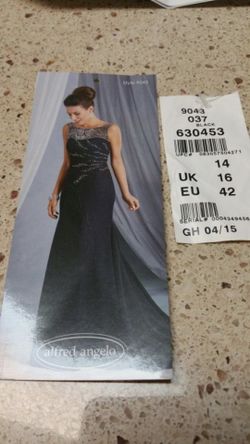 Style 9043
alfred angelo
9043
037
BLACK
630453
14
UK 16
EU 42
GH 04/15